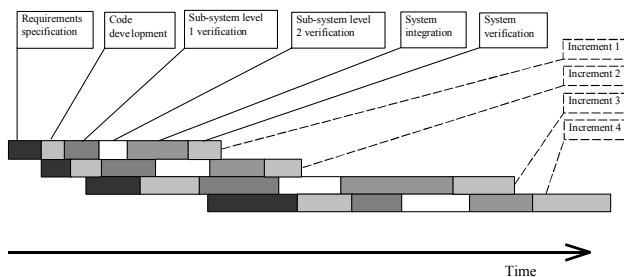 Requirements
specification
Code
development
Sub-system level
1 verification
Sub-system level
2 verification
System
integration
System
verification
Increment 1
Increment 2
Increment 3
Increment 4
Time